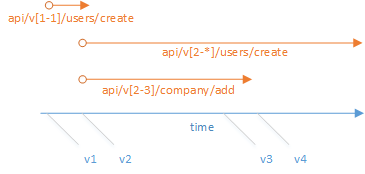 api/v[1-1]/users/create
api/v[2-*]/users/create
api/v[2-3]/company/add
time
v1 v2 v3 v4